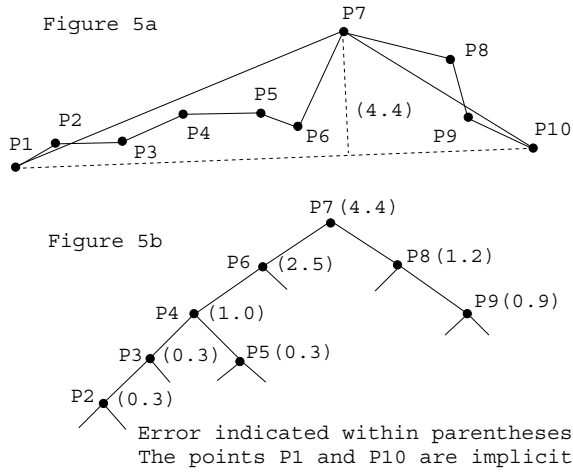 Figure 5a
P7
P8
P5
P2
P4
P6
(4.4)
P1
P3
P9
P10
P7(4.4)
Figure 5b
P6
(2.5)
P8(1.2)
P4
(1.0)
P9(0.9)
P3
(0.3)
P5(0.3)
P2
(0.3)
Error indicated within parentheses
The points P1 and P10 are implicit